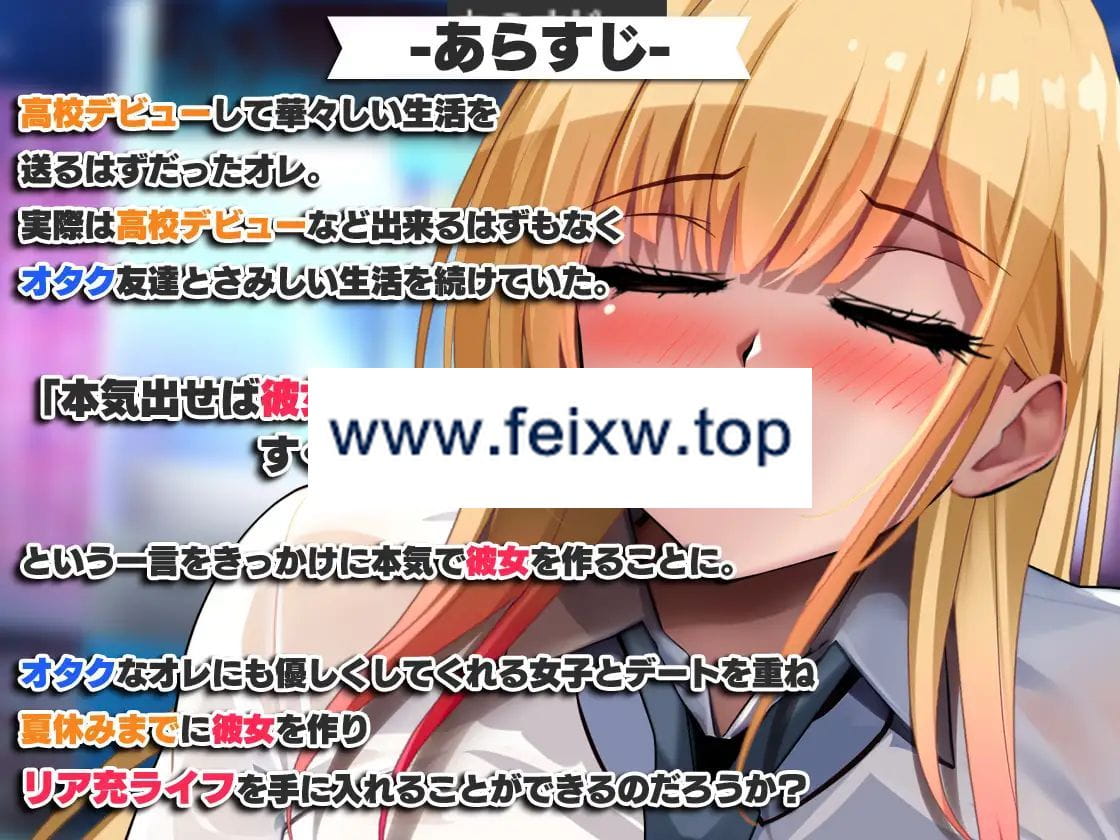 -あらすじ-
高校デビューして華々しい生活を
送るはずだったオレ。
実際は高校デビューなど出来るはずもなく
オタク友達とさみしい生活を続けていた。
「本気出せば彼
す
www.feixw.top
という一言をきっかけに本気で彼女を作ることに。
オタクなオレにも優しくしてくれる女子とデートを重ね
夏休みまでに彼女を作り
リア充ライフを手に入れることができるのだろうか?